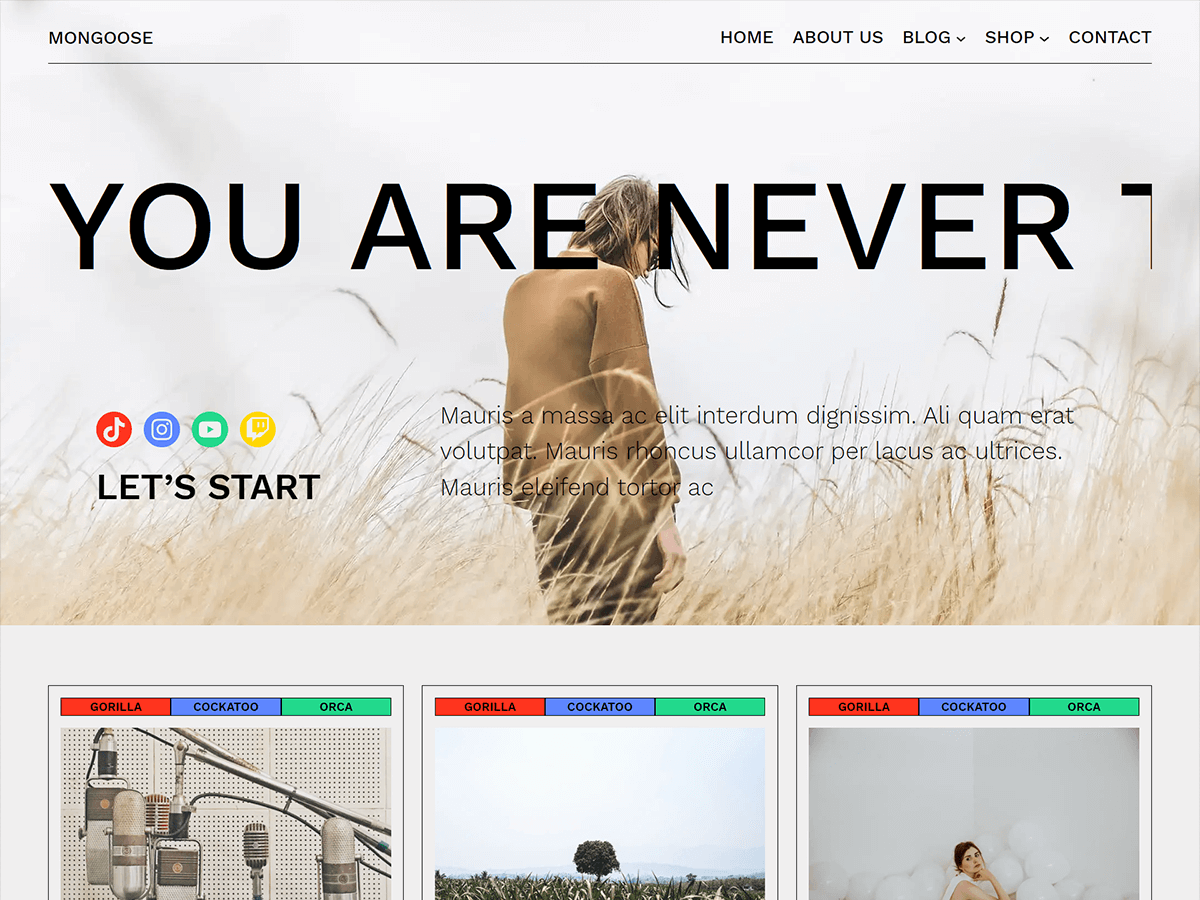 MONGOOSE
HOME ABOUT US BLOG SHOP CONTACT
YOU ARE NEVER T
LET’S START
Mauris a massa ac elit interdum dignissim. Ali quam erat
volutpat. Mauris rhoncus ullamcor per lacus ac ultrices.
Mauris eleifend tortor ac
GORILLA COCKATOO ORCA
GORILLA COCKATOO ORCA
GORILLA COCKATOO ORCA